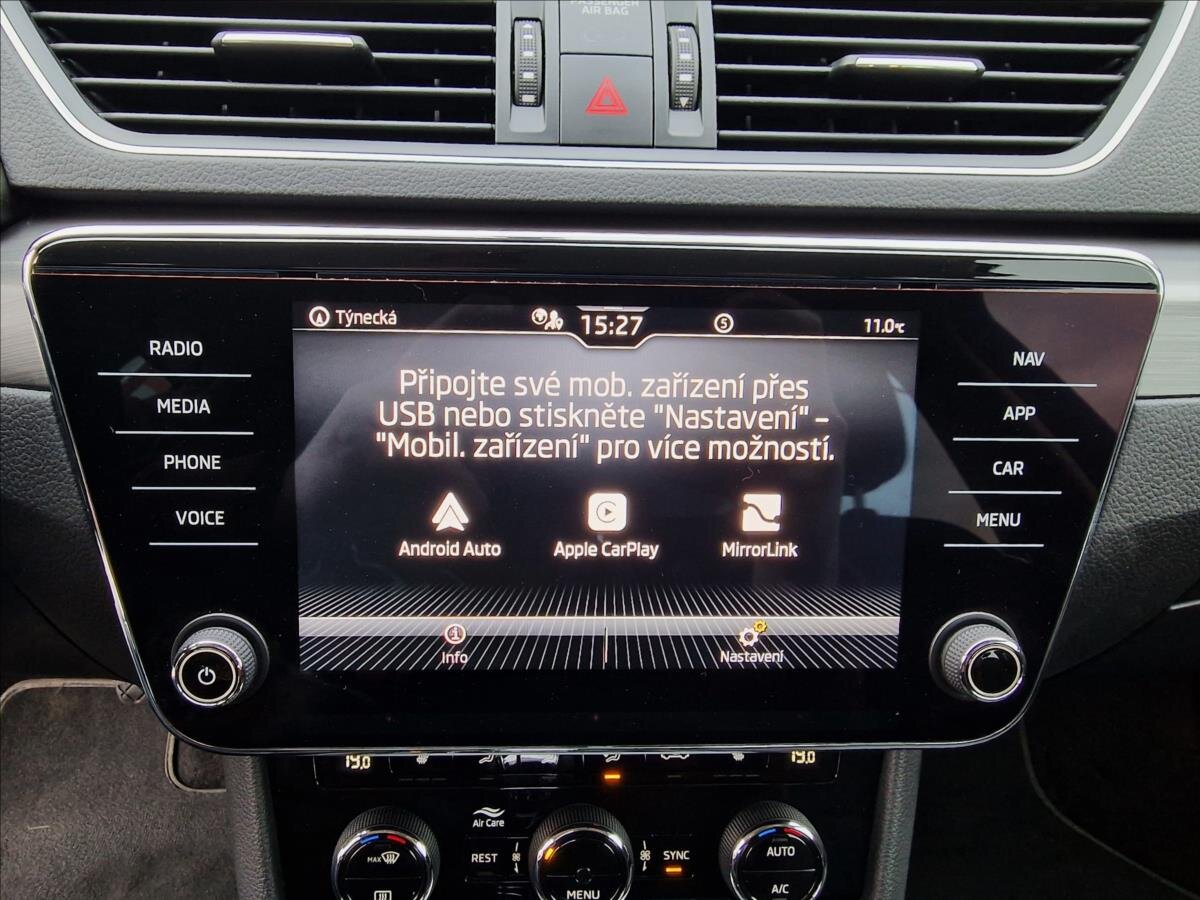 PASSENGER
AIR BAG
Týnecká
15:27
S
11.0°C
RADIO
MEDIA
PHONE
VOICE
Připojte své mob. zařízení přes
USB nebo stiskněte "Nastavení" –
"Mobil. zařízení" pro více možností.
Android Auto
Apple CarPlay
MirrorLink
Info
Nastavení
NAV
APP
CAR
MENU
19.0
19.0
Air Care
MAX
REST
SYNC
MENU
AUTO
A/C